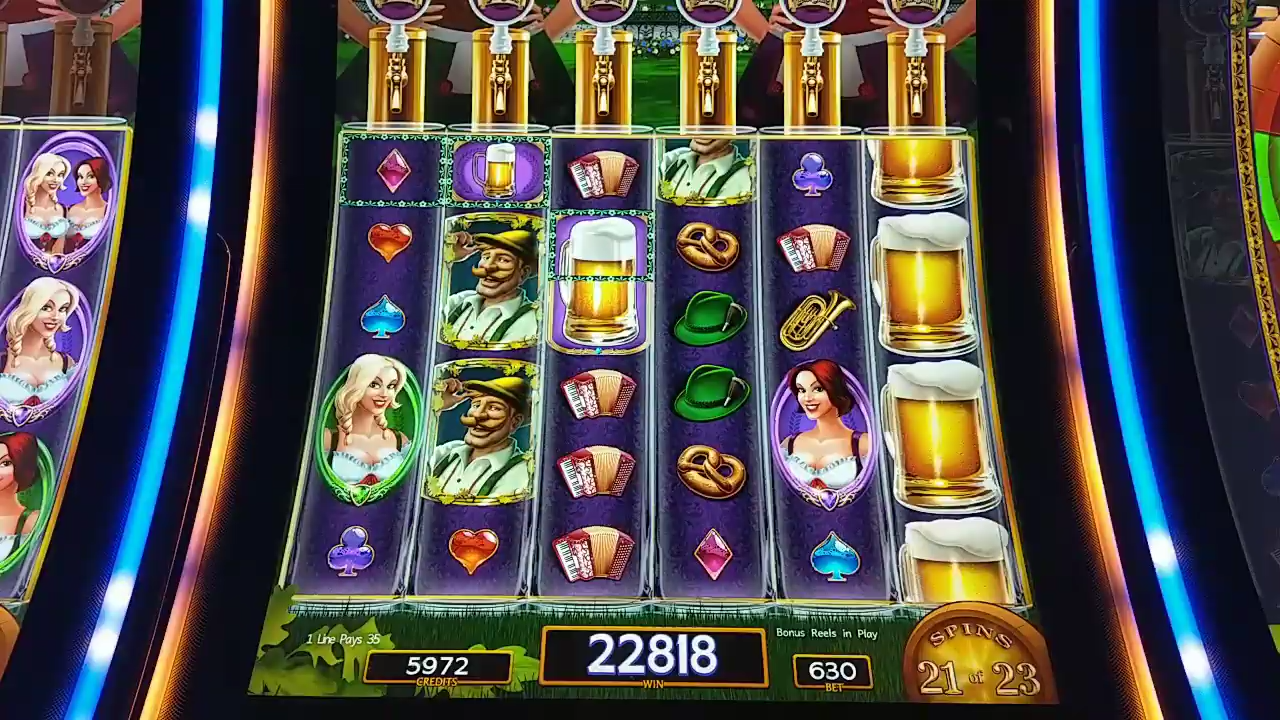 1 Line Pays 35
5972
CREDITS
22818
WIN
Bonus Reels in Play
630
BET
SPINS
21 of 23